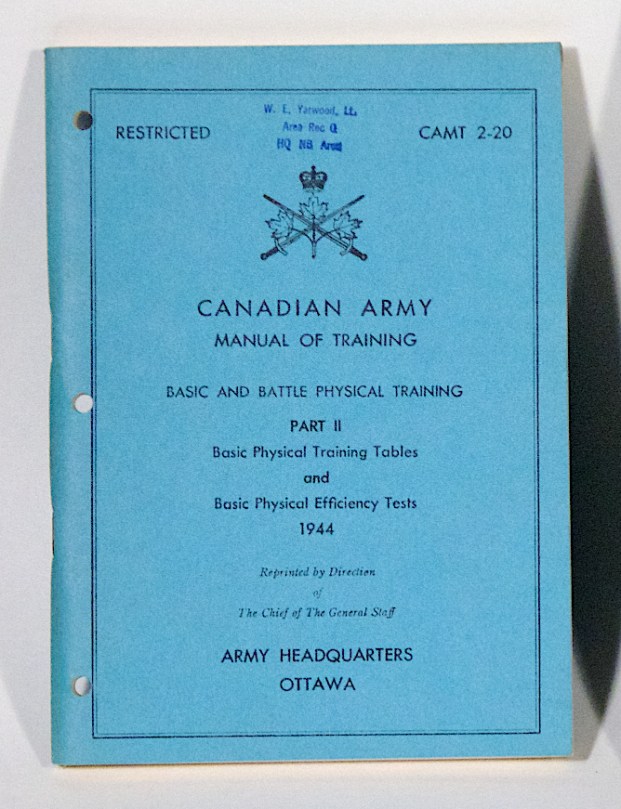 W. E. Yarwood, Lt.
Area Rec O
HQ NB Area
RESTRICTED
CAMT 2-20
CANADIAN ARMY
MANUAL OF TRAINING
BASIC AND BATTLE PHYSICAL TRAINING
PART II
Basic Physical Training Tables
and
Basic Physical Efficiency Tests
1944
Reprinted by Direction
of
The Chief of The General Staff
ARMY HEADQUARTERS
OTTAWA